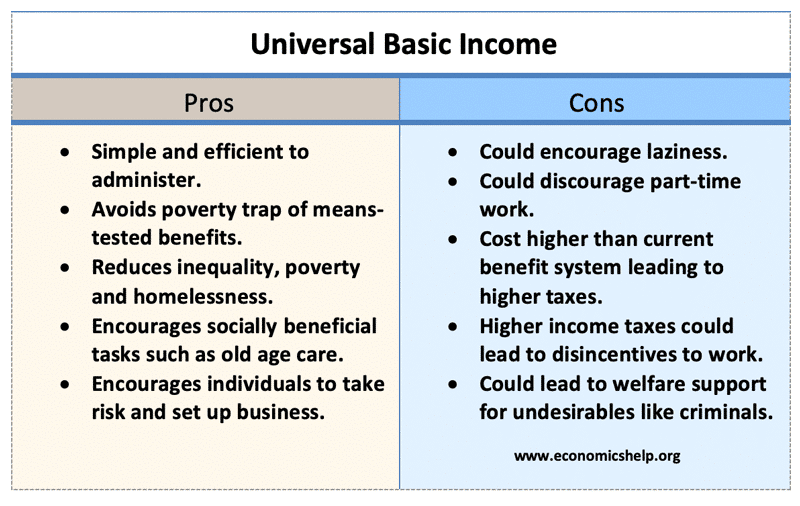 Universal Basic Income
Pros
• Simple and efficient to
administer.
• Avoids poverty trap of means-
tested benefits.
• Reduces inequality, poverty
and homelessness.
• Encourages socially beneficial
tasks such as old age care.
• Encourages individuals to take
risk and set up business.
Cons
• Could encourage laziness.
• Could discourage part-time
work.
• Cost higher than current
benefit system leading to
higher taxes.
• Higher income taxes could
lead to disincentives to work.
• Could lead to welfare support
for undesirables like criminals.
www.economicshelp.org